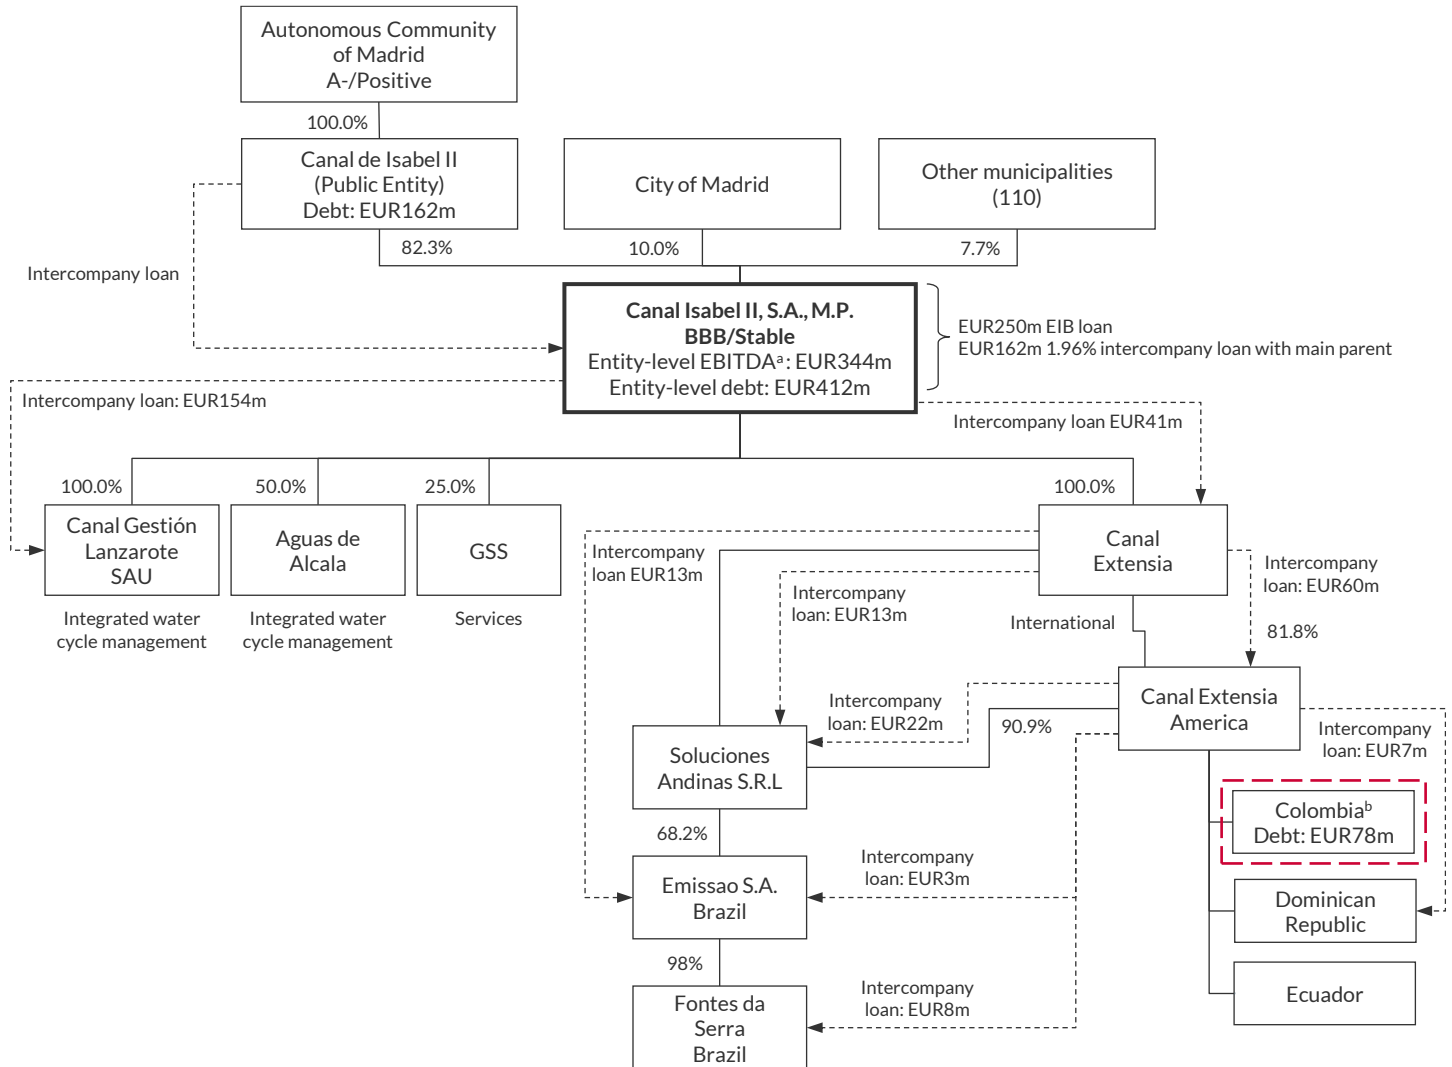 Autonomous Community
of Madrid
A-/Positive
100.0%
Canal de Isabel II
(Public Entity)
Debt: EUR162m
City of Madrid
Other municipalities
(110)
82.3%
10.0%
7.7%
Intercompany loan
Canal Isabel II, S.A., M.P.
BBB/Stable
Entity-level EBITDAᵃ: EUR344m
Entity-level debt: EUR412m
EUR250m EIB loan
EUR162m 1.96% intercompany loan with main parent
Intercompany loan: EUR154m
Intercompany loan EUR41m
100.0%
50.0%
25.0%
100.0%
Canal Gestión
Lanzarote
SAU
Aguas de
Alcala
GSS
Canal
Extensia
Integrated water
cycle management
Integrated water
cycle management
Services
Intercompany
loan EUR13m
Intercompany
loan: EUR13m
International
Intercompany
loan: EUR60m
81.8%
Canal Extensia
America
Intercompany
loan: EUR22m
90.9%
Intercompany
loan: EUR7m
Soluciones
Andinas S.R.L
Colombiaᵇ
Debt: EUR78m
68.2%
Emissao S.A.
Brazil
Intercompany
loan: EUR3m
Dominican
Republic
98%
Fontes da
Serra
Brazil
Intercompany
loan: EUR8m
Ecuador